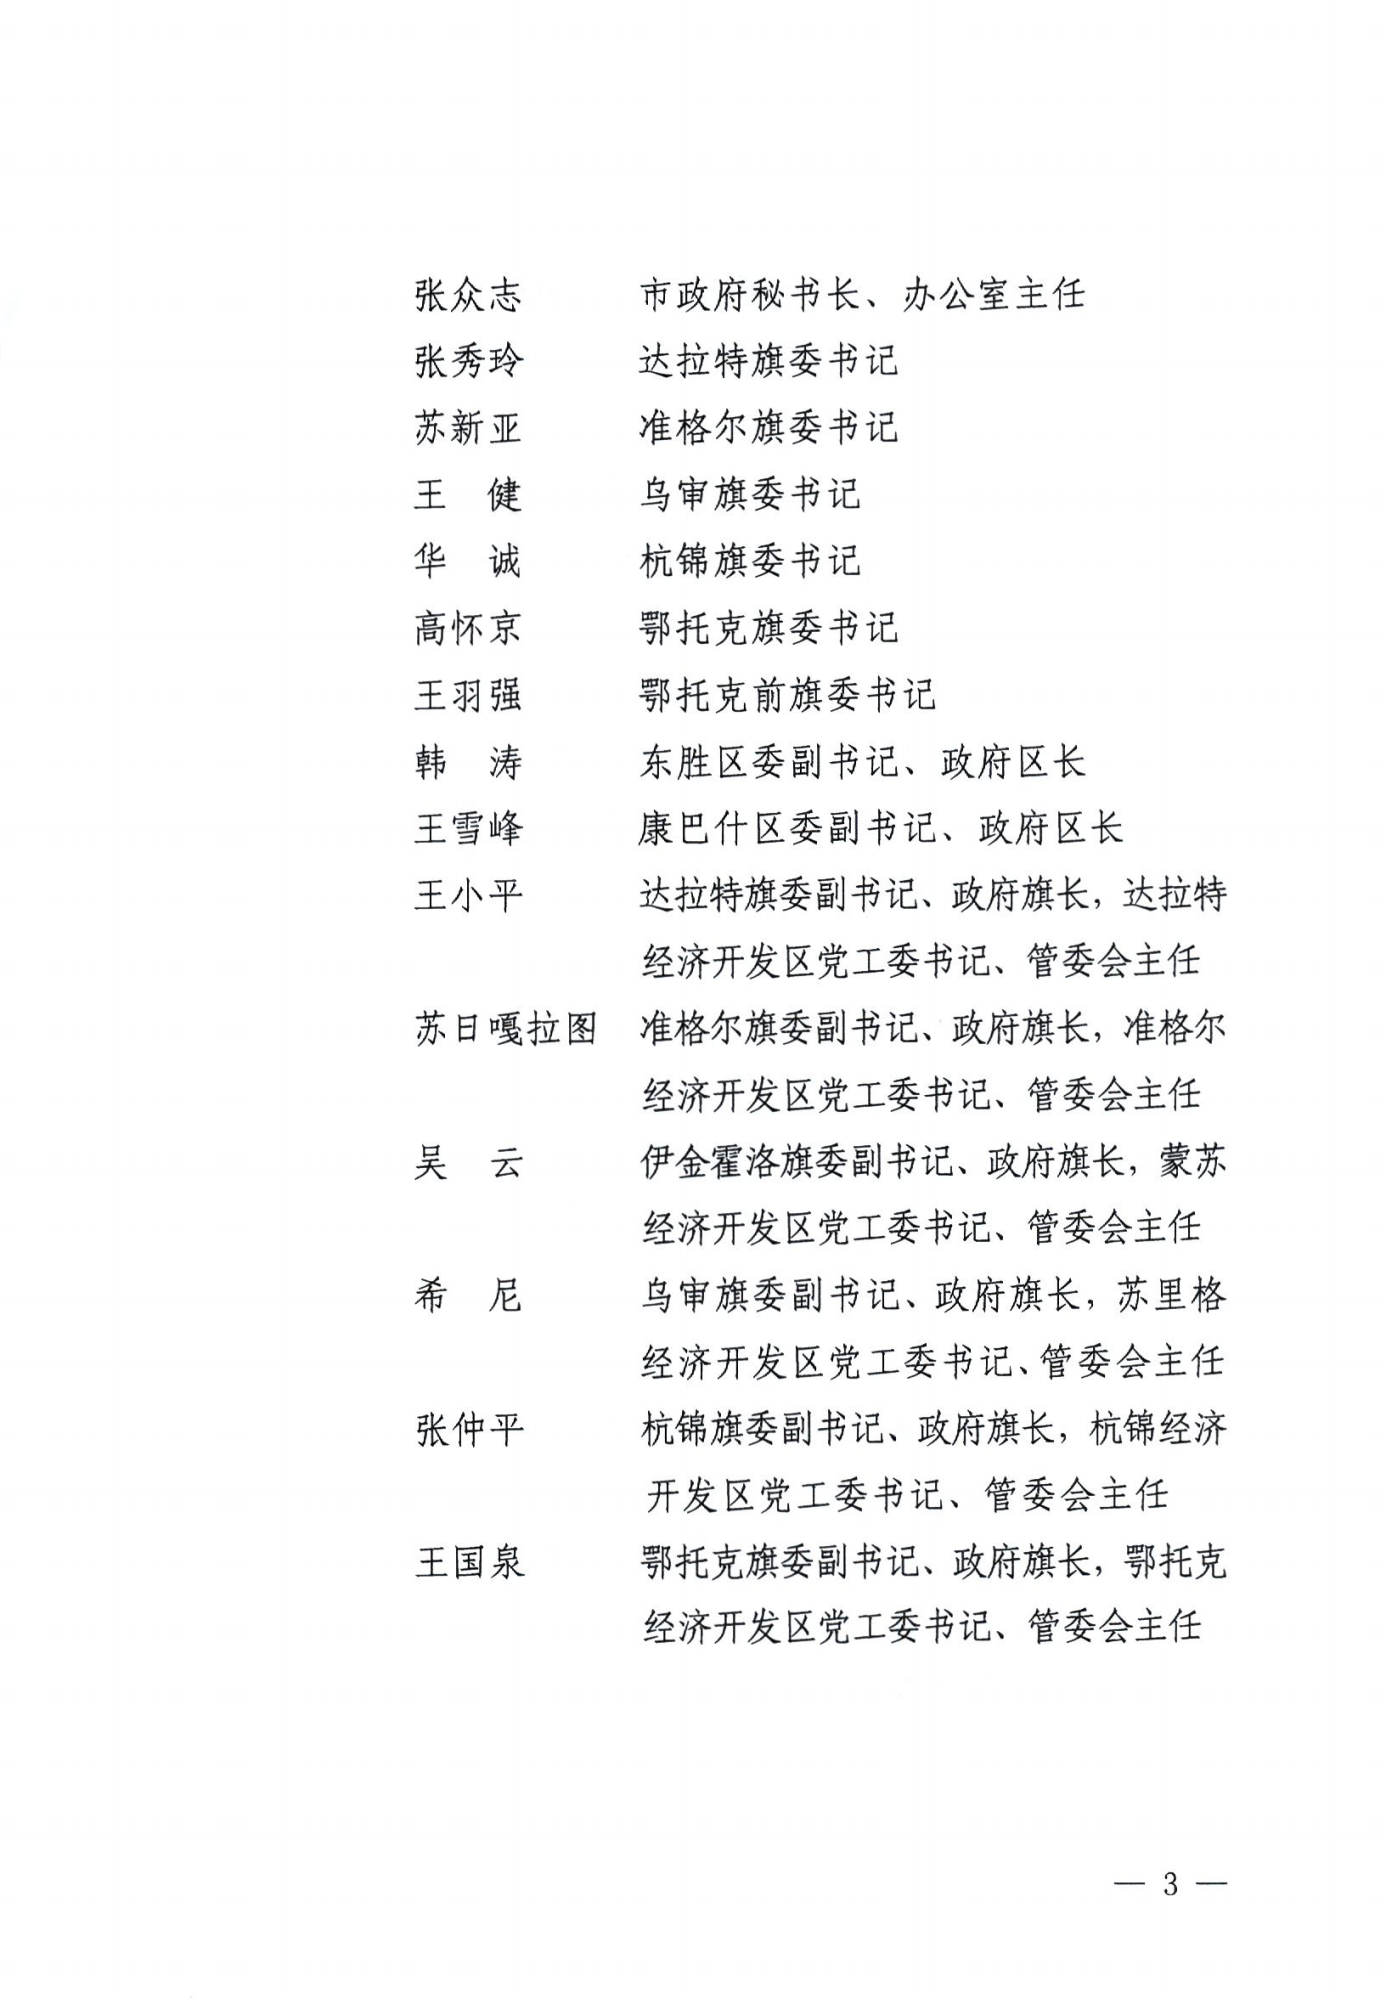 张众志 市政府秘书长、办公室主任
张秀玲 达拉特旗委书记
苏新亚 准格尔旗委书记
王 健 乌审旗委书记
华 诚 杭锦旗委书记
高怀京 鄂托克旗委书记
王羽强 鄂托克前旗委书记
韩 涛 东胜区委副书记、政府区长
王雪峰 康巴什区委副书记、政府区长
王小平 达拉特旗委副书记、政府旗长，达拉特
经济开发区党工委书记、管委会主任
苏日嘎拉图 准格尔旗委副书记、政府旗长，准格尔
经济开发区党工委书记、管委会主任
吴 云 伊金霍洛旗委副书记、政府旗长，蒙苏
经济开发区党工委书记、管委会主任
希 尼 乌审旗委副书记、政府旗长，苏里格
经济开发区党工委书记、管委会主任
张仲平 杭锦旗委副书记、政府旗长，杭锦经济
开发区党工委书记、管委会主任
王国泉 鄂托克旗委副书记、政府旗长，鄂托克
经济开发区党工委书记、管委会主任
— 3 —